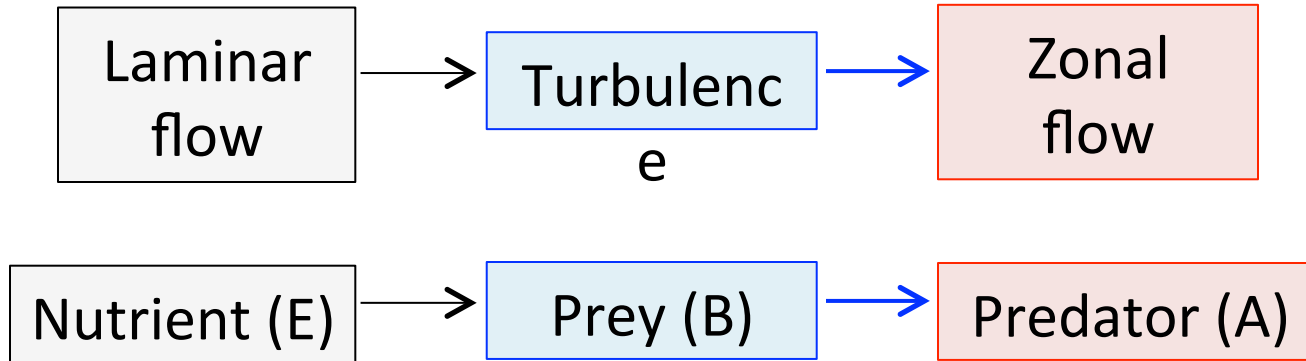 Laminar
flow
Turbulenc
e
Zonal
flow
Nutrient (E)
Prey (B)
Predator (A)